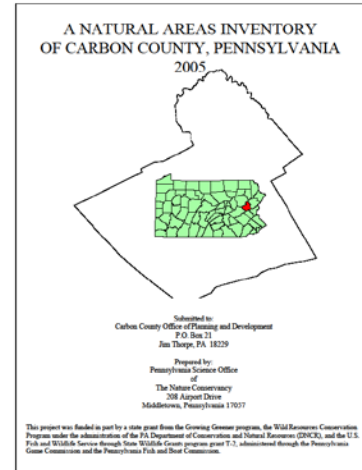 A NATURAL AREAS INVENTORY
OF CARBON COUNTY, PENNSYLVANIA
2005
Submitted to:
Carbon County Office of Planning and Development
P.O. Box 21
Jim Thorpe, PA 18229
Prepared by:
Pennsylvania Science Office
of
The Nature Conservancy
208 Airport Drive
Middletown, Pennsylvania 17057
This project was funded in part by a state grant from the Growing Greener program, the Wild Resources Conservation
Program under the administration of the PA Department of Conservation and Natural Resources (DNCR), and the U.S.
Fish and Wildlife Service through State Wildlife Grants program grant T-2, administered through the Pennsylvania
Game Commission and the Pennsylvania Fish and Boat Commission.